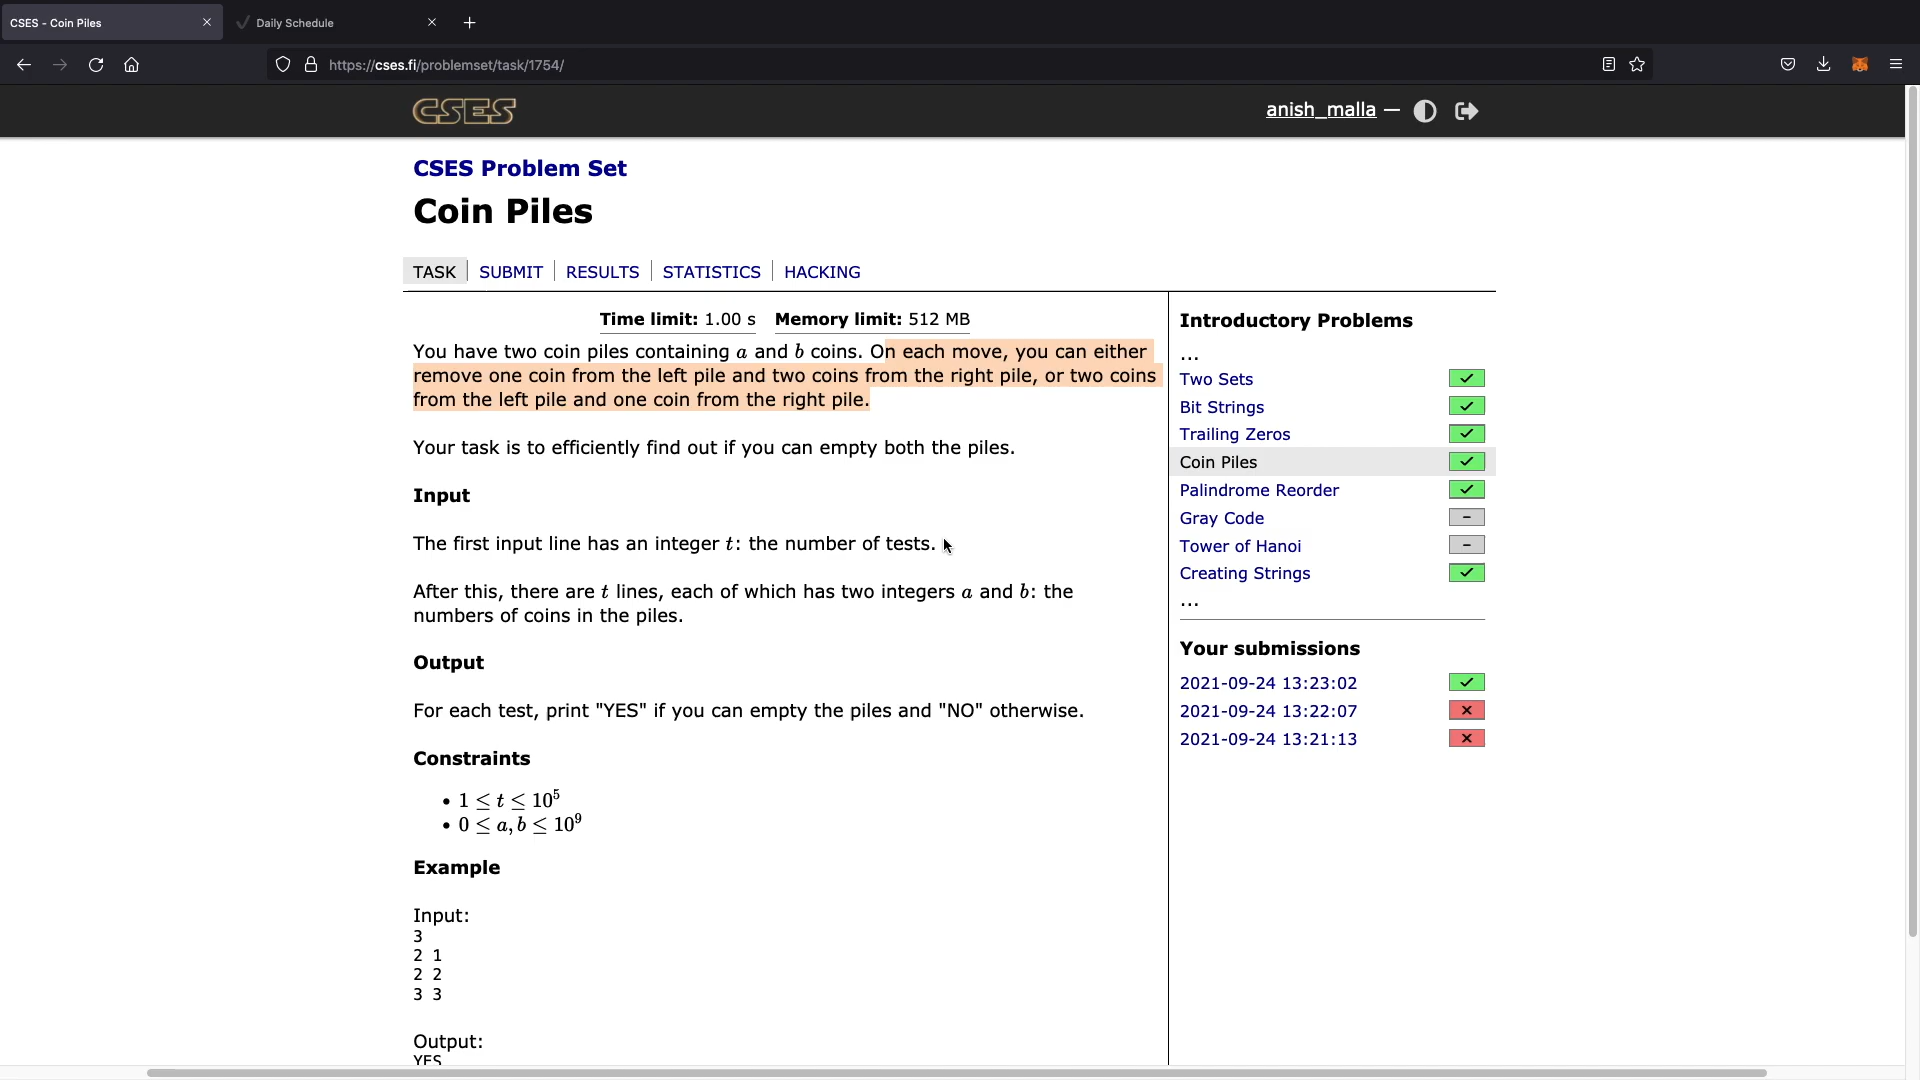 CSES - Coin Piles
Daily Schedule
https://cses.fi/problemset/task/1754/
CSES
anish_malla —
CSES Problem Set
Coin Piles
TASK
SUBMIT
RESULTS
STATISTICS
HACKING
Time limit: 1.00 s Memory limit: 512 MB
You have two coin piles containing a and b coins. On each move, you can either
remove one coin from the left pile and two coins from the right pile, or two coins
from the left pile and one coin from the right pile.
Your task is to efficiently find out if you can empty both the piles.
Input
The first input line has an integer t: the number of tests.
After this, there are t lines, each of which has two integers a and b: the
numbers of coins in the piles.
Output
For each test, print "YES" if you can empty the piles and "NO" otherwise.
Constraints
• 1 ≤ t ≤ 10⁵
• 0 ≤ a, b ≤ 10⁹
Example
Input:
3
2 1
2 2
3 3
Output:
YES
Introductory Problems
...
Two Sets
Bit Strings
Trailing Zeros
Coin Piles
Palindrome Reorder
Gray Code –
Tower of Hanoi –
Creating Strings
...
Your submissions
2021-09-24 13:23:02
2021-09-24 13:22:07
2021-09-24 13:21:13